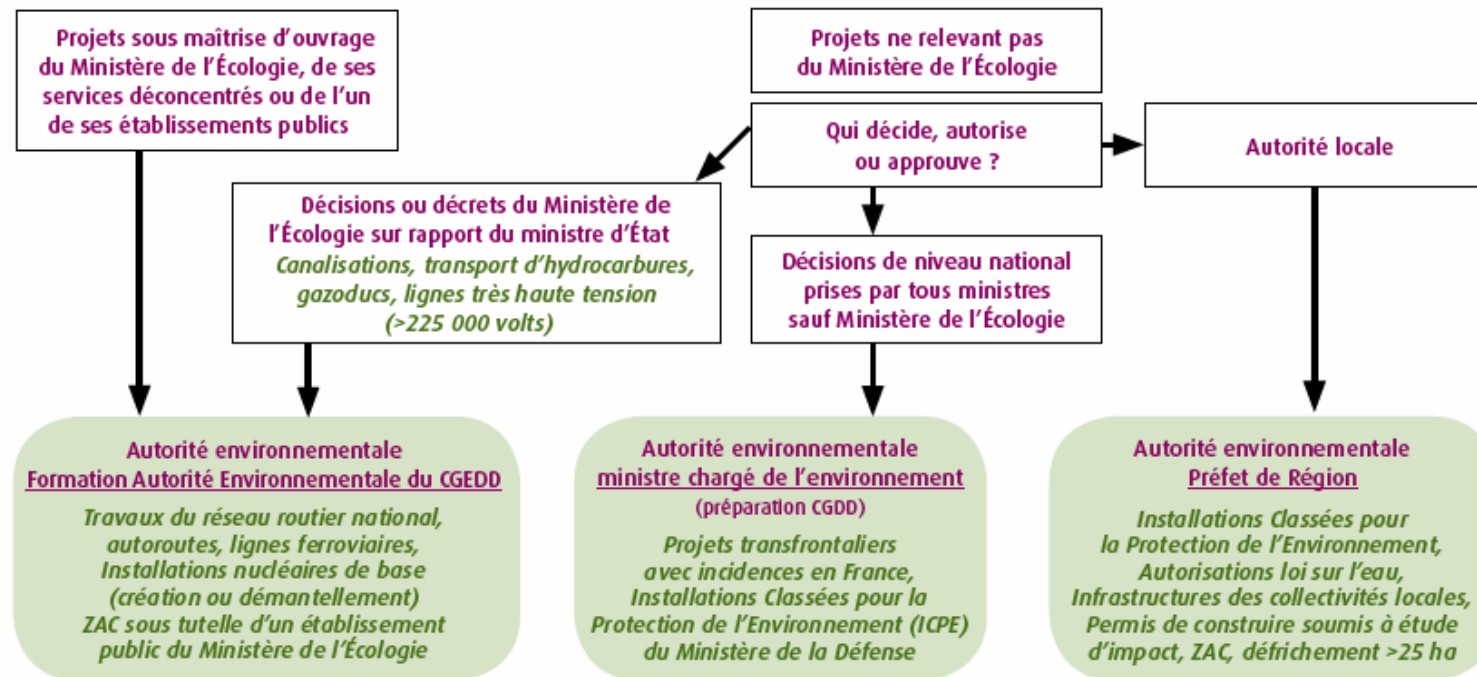 Projets sous maîtrise d'ouvrage
du Ministère de l'Écologie, de ses
services déconcentrés ou de l'un
de ses établissements publics
Projets ne relevant pas
du Ministère de l'Écologie
Qui décide, autorise
ou approuve ?
Autorité locale
Décisions ou décrets du Ministère de
l'Écologie sur rapport du ministre d'État
Canalisations, transport d'hydrocarbures,
gazoducs, lignes très haute tension
(>225 000 volts)
Décisions de niveau national
prises par tous ministres
sauf Ministère de l'Écologie
Autorité environnementale
Formation Autorité Environnementale du CGEDD
Travaux du réseau routier national,
autoroutes, lignes ferroviaires,
Installations nucléaires de base
(création ou démantellement)
ZAC sous tutelle d'un établissement
public du Ministère de l'Écologie
Autorité environnementale
ministre chargé de l'environnement
(préparation CGDD)
Projets transfrontaliers
avec incidences en France,
Installations Classées pour la
Protection de l'Environnement (ICPE)
du Ministère de la Défense
Autorité environnementale
Préfet de Région
Installations Classées pour
la Protection de l'Environnement,
Autorisations loi sur l'eau,
Infrastructures des collectivités locales,
Permis de construire soumis à étude
d'impact, ZAC, défrichement >25 ha